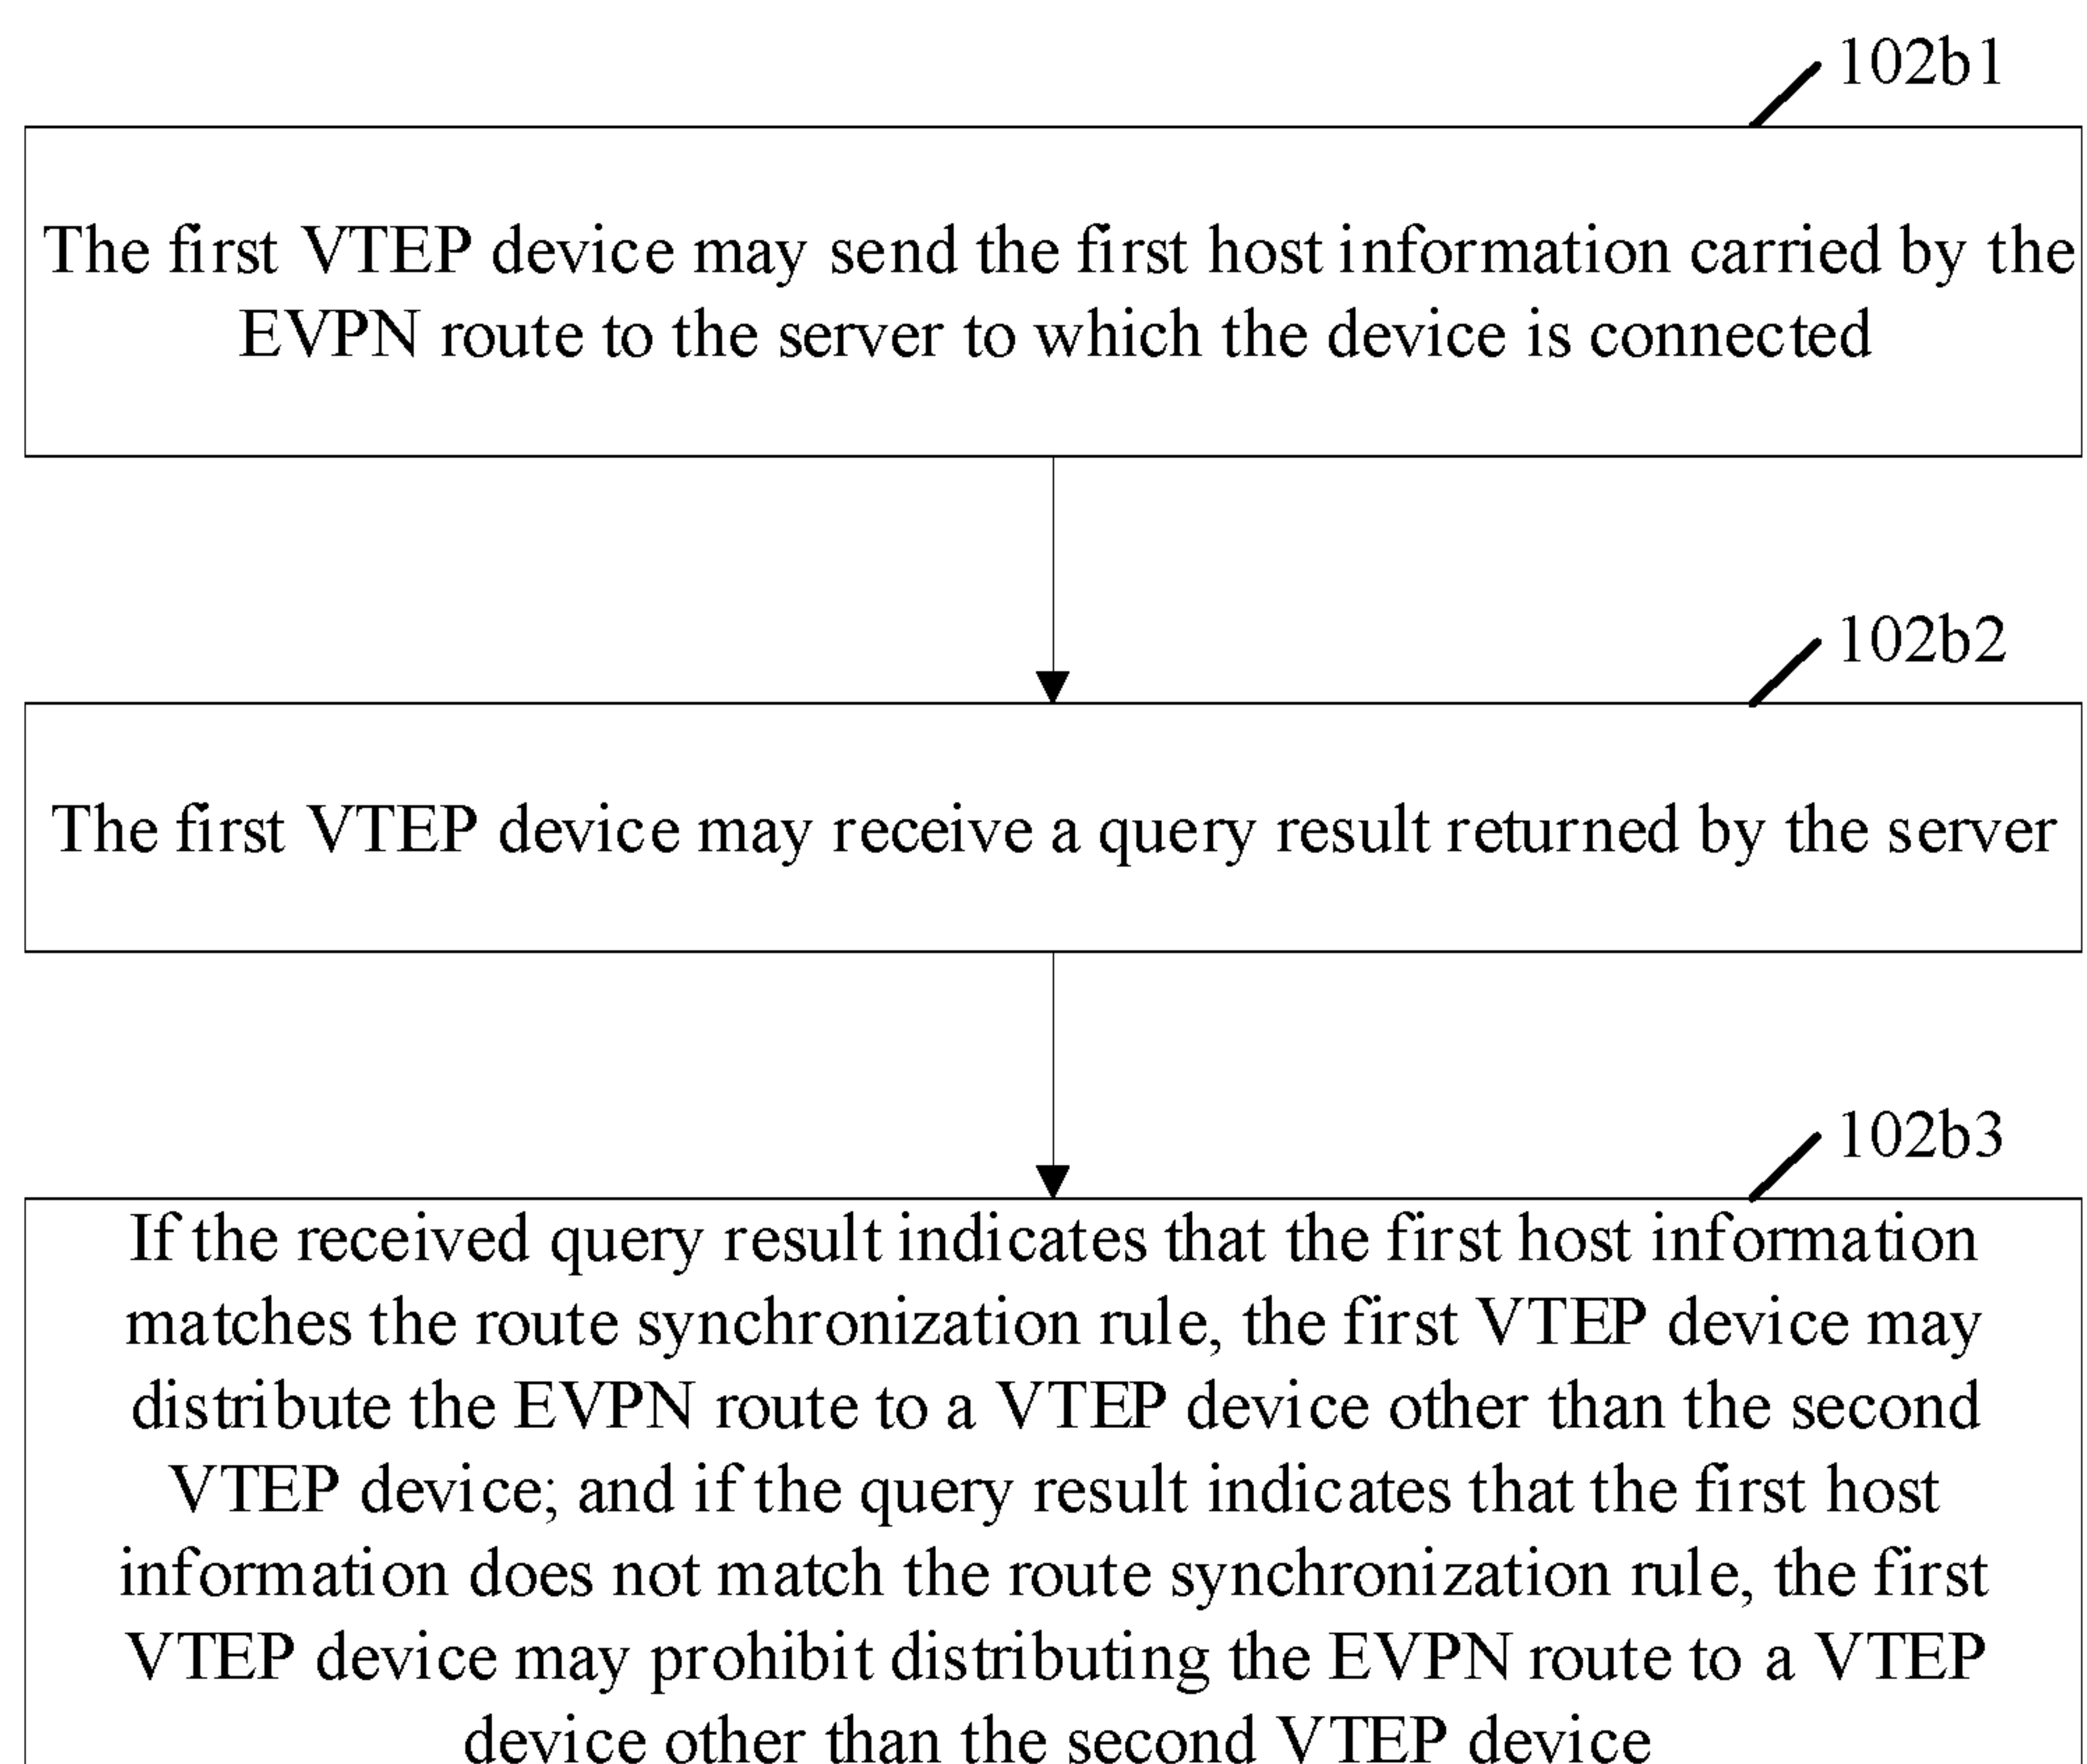 102b1
The first VTEP device may send the first host information carried by the
EVPN route to the server to which the device is connected
102b2
The first VTEP device may receive a query result returned by the server
102b3
If the received query result indicates that the first host information
matches the route synchronization rule, the first VTEP device may
distribute the EVPN route to a VTEP device other than the second
VTEP device; and if the query result indicates that the first host
information does not match the route synchronization rule, the first
VTEP device may prohibit distributing the EVPN route to a VTEP
device other than the second VTEP device